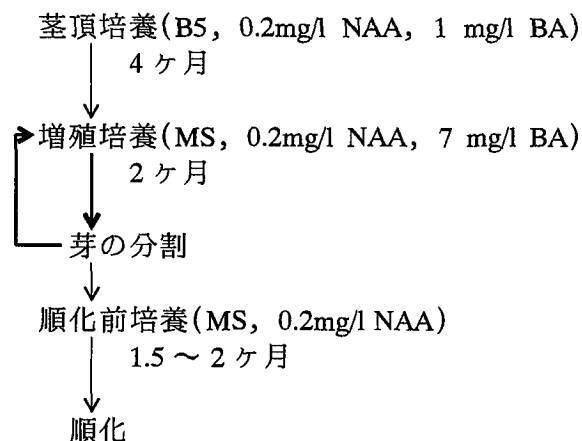 茎頂培養(B5, 0.2mg/l NAA, 1 mg/l BA)
4ヶ月
増殖培養(MS, 0.2mg/l NAA, 7 mg/l BA)
2ヶ月
芽の分割
順化前培養(MS, 0.2mg/l NAA)
1.5～2ヶ月
順化